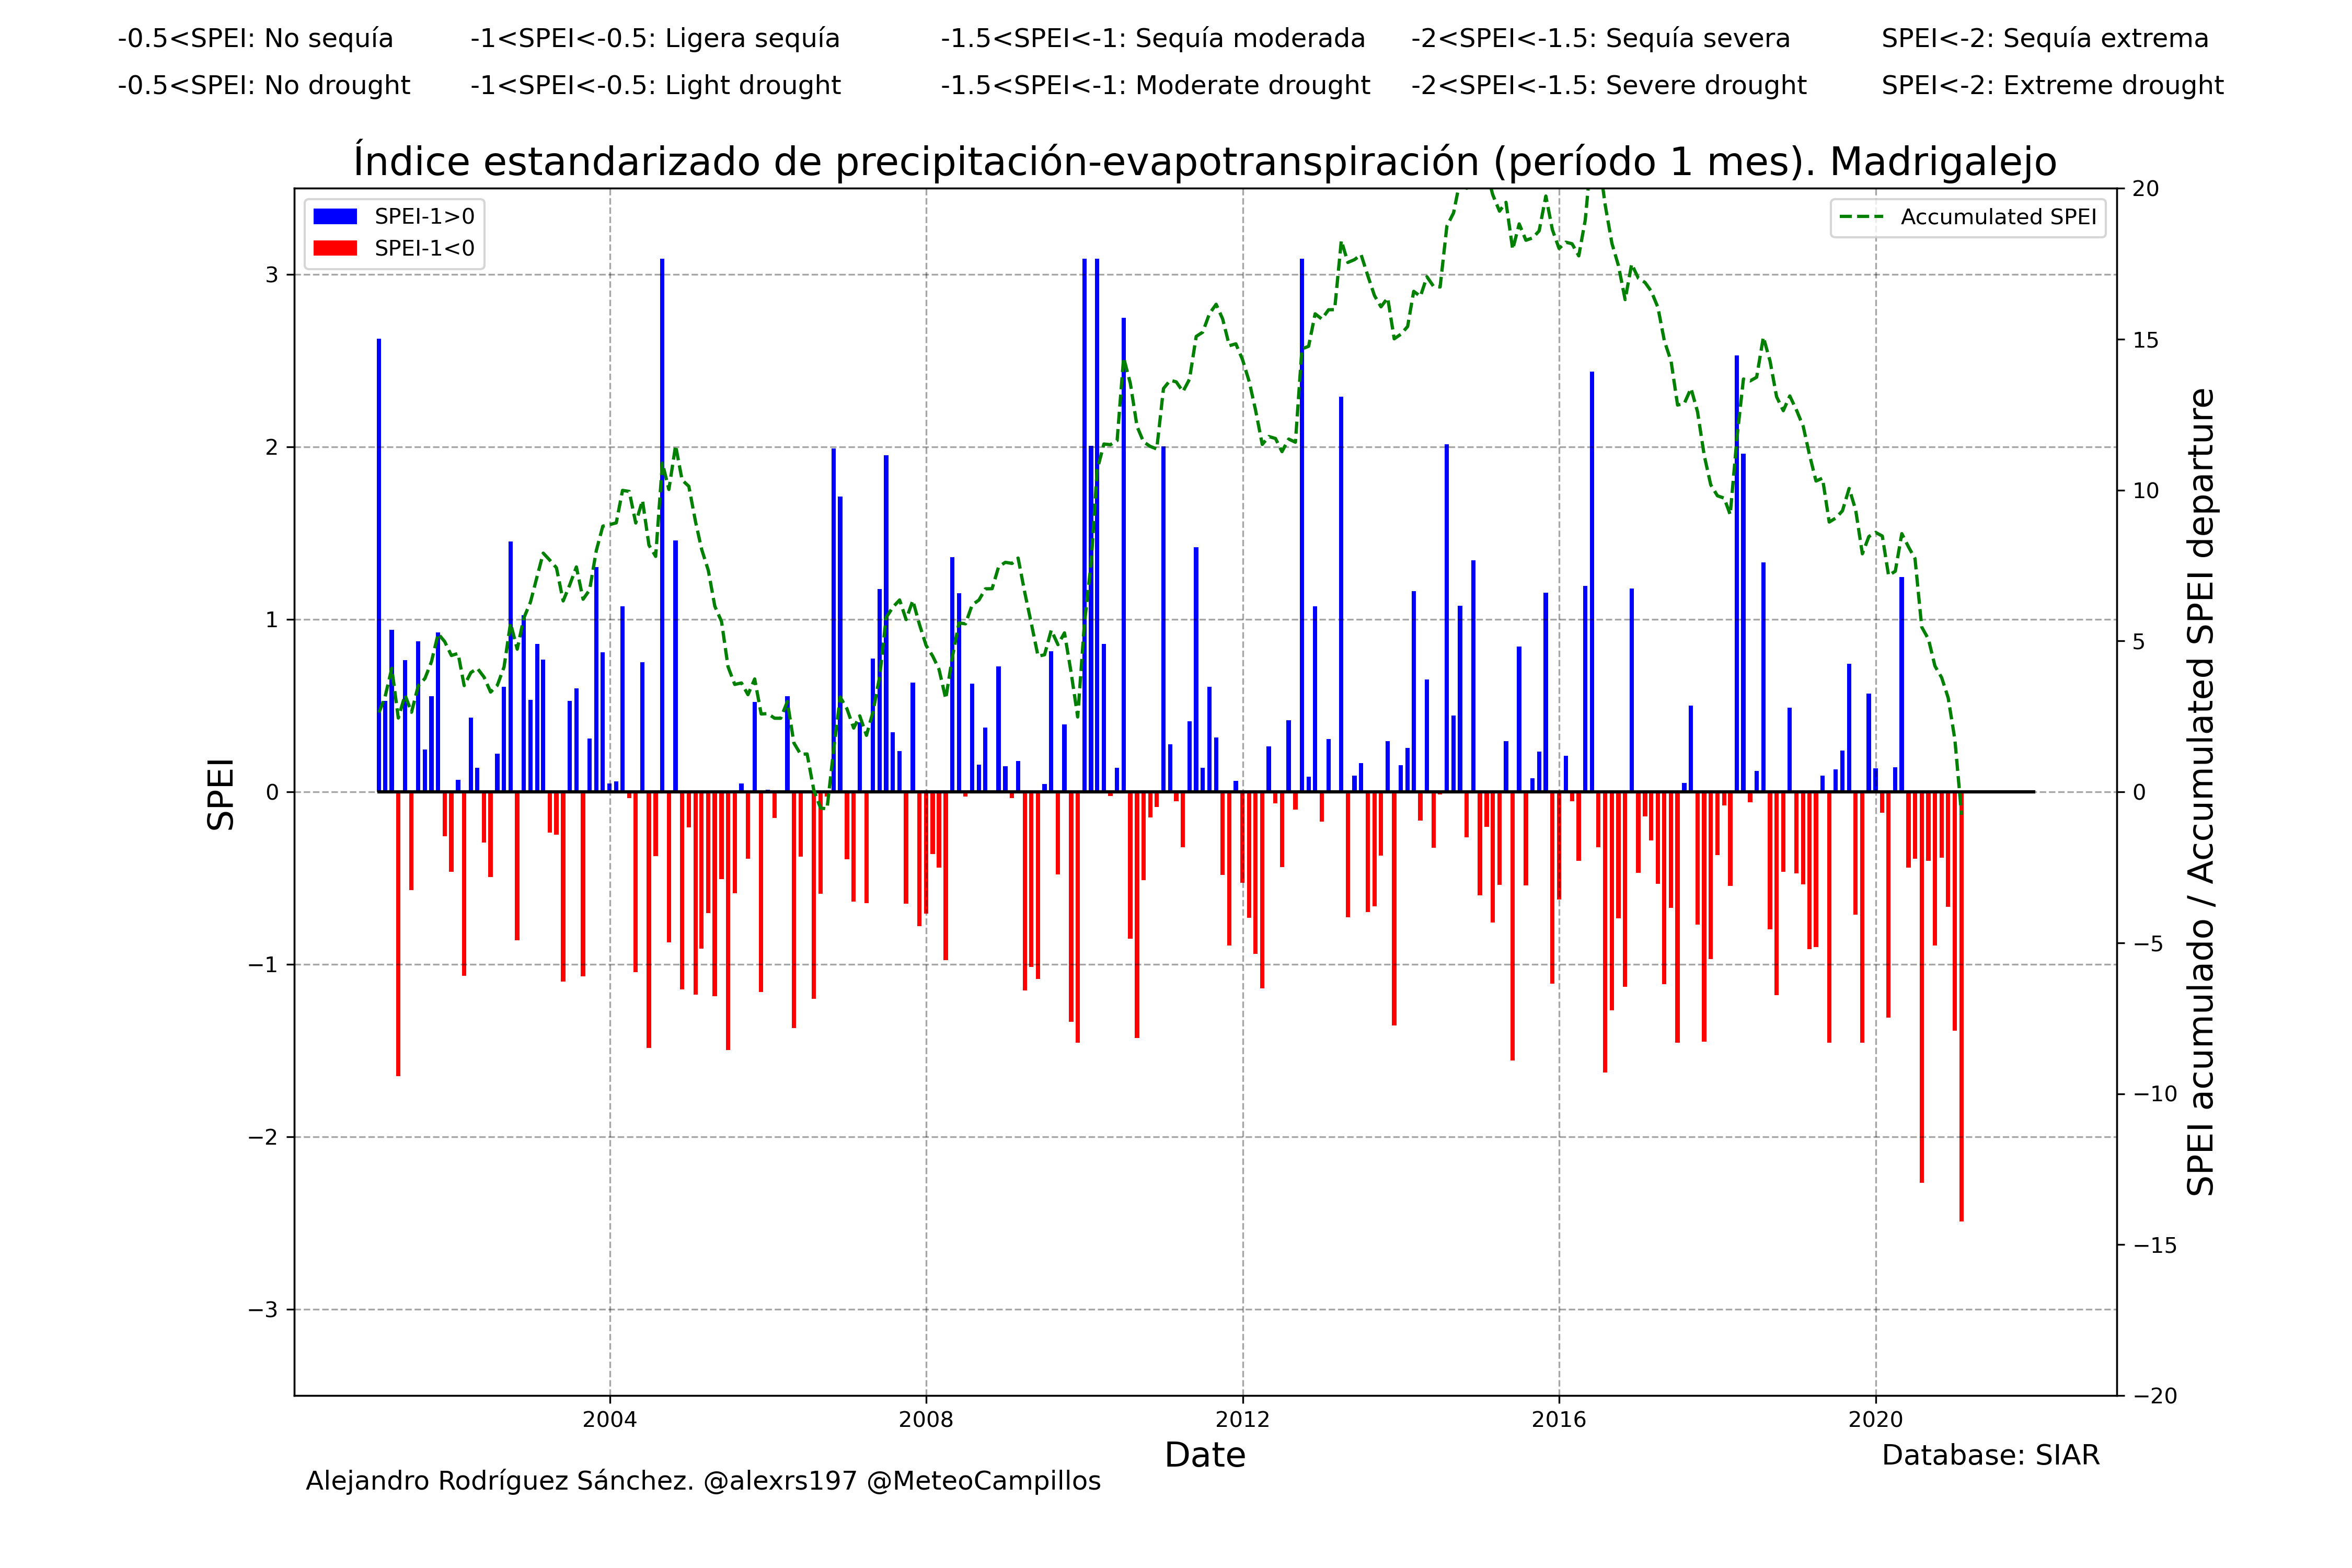 -0.5<SPEI: No sequía -1<SPEI<-0.5: Ligera sequía -1.5<SPEI<-1: Sequía moderada -2<SPEI<-1.5: Sequía severa SPEI<-2: Sequía extrema
-0.5<SPEI: No drought -1<SPEI<-0.5: Light drought -1.5<SPEI<-1: Moderate drought -2<SPEI<-1.5: Severe drought SPEI<-2: Extreme drought
Índice estandarizado de precipitación-evapotranspiración (período 1 mes). Madrigalejo
SPEI-1>0
SPEI-1<0
Accumulated SPEI
SPEI
3
2
1
0
−1
−2
−3
20
15
10
5
0
−5
−10
−15
−20
SPEI acumulado / Accumulated SPEI departure
2004 2008 2012 2016 2020
Date
Database: SIAR
Alejandro Rodríguez Sánchez. @alexrs197 @MeteoCampillos